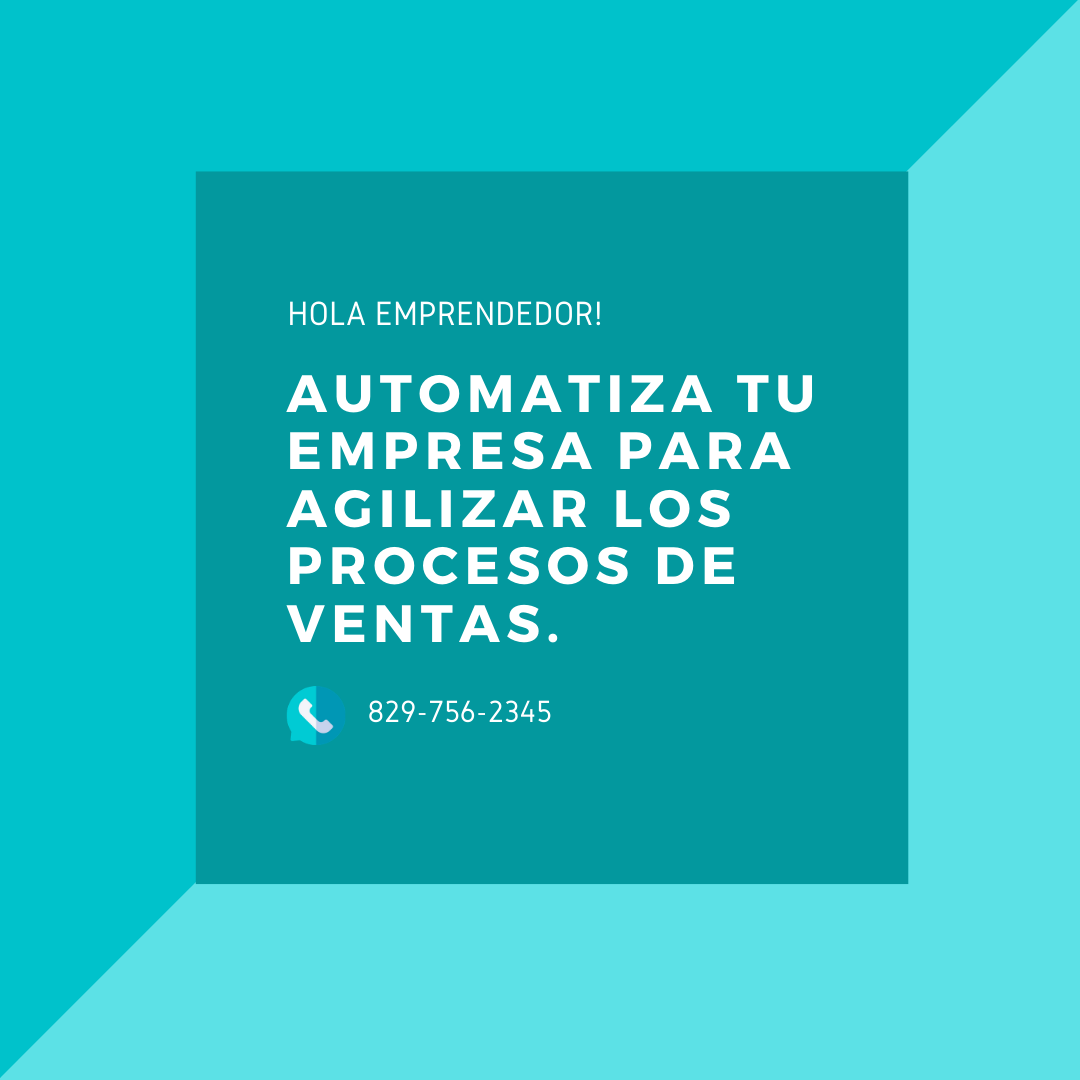 HOLA EMPRENDEDOR!
AUTOMATIZA TU
EMPRESA PARA
AGILIZAR LOS
PROCESOS DE
VENTAS.
829-756-2345